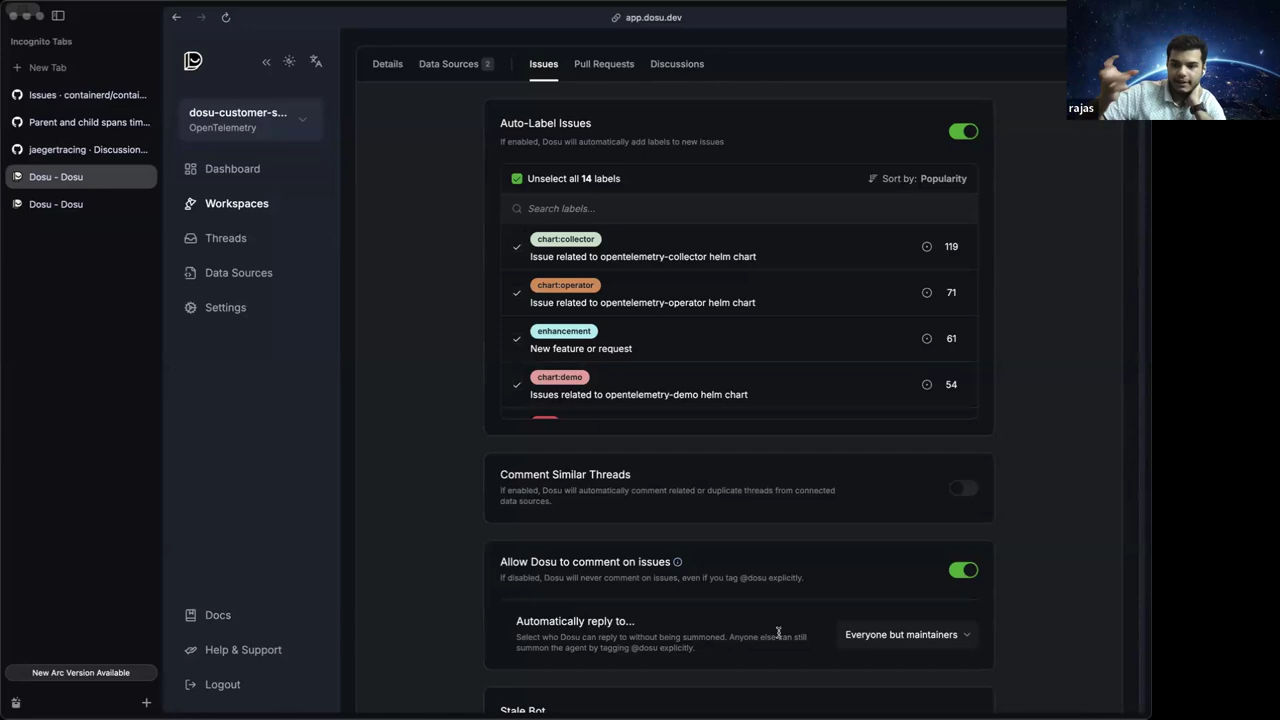 Incognito Tabs
New Tab
Issues · containerd/contai...
Parent and child spans tim...
jaegertracing · Discussion...
Dosu - Dosu
Dosu - Dosu
New Arc Version Available
app.dosu.dev
dosu-customer-s...
OpenTelemetry
Dashboard
Workspaces
Threads
Data Sources
Settings
Docs
Help & Support
Logout
Details
Data Sources 2
Issues
Pull Requests
Discussions
Auto-Label Issues
If enabled, Dosu will automatically add labels to new issues
Unselect all 14 labels
Sort by: Popularity
Search labels...
chart:collector
Issue related to opentelemetry-collector helm chart
119
chart:operator
Issue related to opentelemetry-operator helm chart
71
enhancement
New feature or request
61
chart:demo
Issues related to opentelemetry-demo helm chart
54
Comment Similar Threads
If enabled, Dosu will automatically comment related or duplicate threads from connected
data sources.
Allow Dosu to comment on issues
If disabled, Dosu will never comment on issues, even if you tag @dosu explicitly.
Automatically reply to...
Select who Dosu can reply to without being summoned. Anyone else can still
summon the agent by tagging @dosu explicitly.
Everyone but maintainers
Stale Bot
rajas